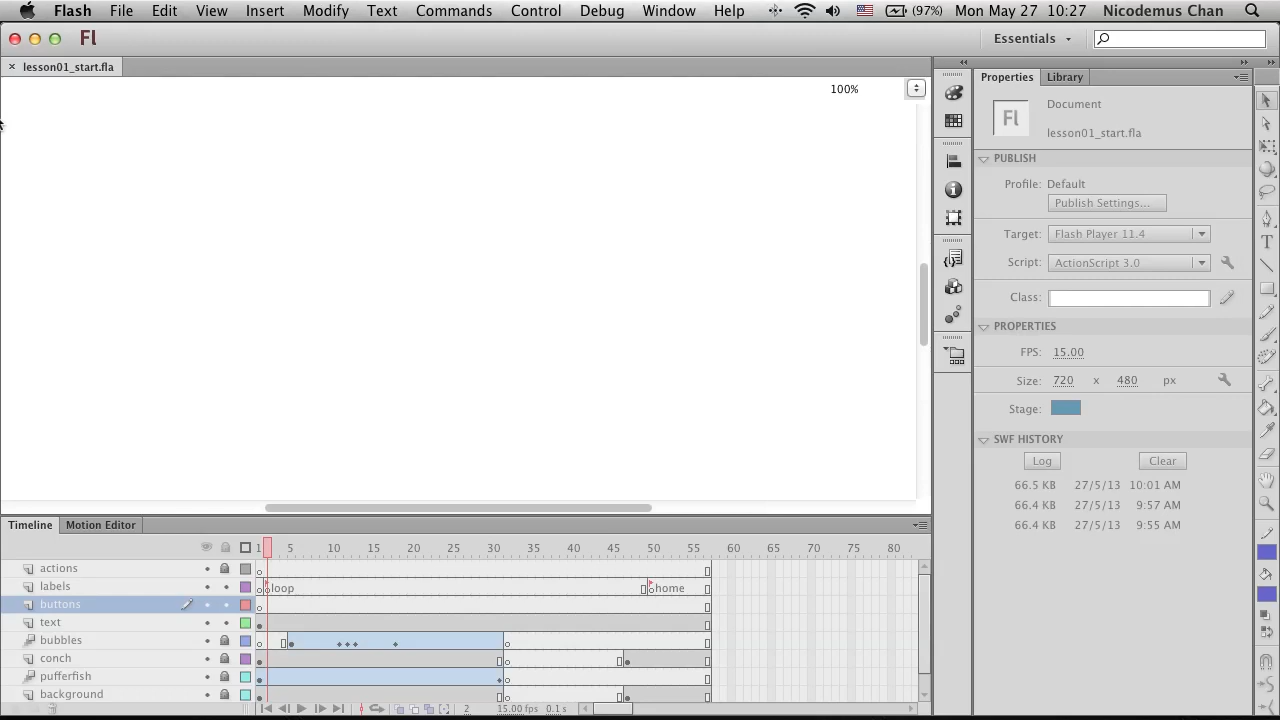 Flash File Edit View Insert Modify Text Commands Control Debug Window Help (97%) Mon May 27 10:27 Nicodemus Chan
Fl Essentials
× lesson01_start.fla
100%
Properties Library
Fl Document
lesson01_start.fla
PUBLISH
Profile: Default
Publish Settings...
Target: Flash Player 11.4
Script: ActionScript 3.0
Class:
PROPERTIES
FPS: 15.00
Size: 720 x 480 px
Stage:
SWF HISTORY
Log Clear
66.5 KB 27/5/13 10:01 AM
66.4 KB 27/5/13 9:57 AM
66.4 KB 27/5/13 9:55 AM
Timeline Motion Editor
1 5 10 15 20 25 30 35 40 45 50 55 60 65 70 75 80
actions
labels loop home
buttons
text
bubbles
conch
pufferfish
background
2 15.00 fps 0.1 s